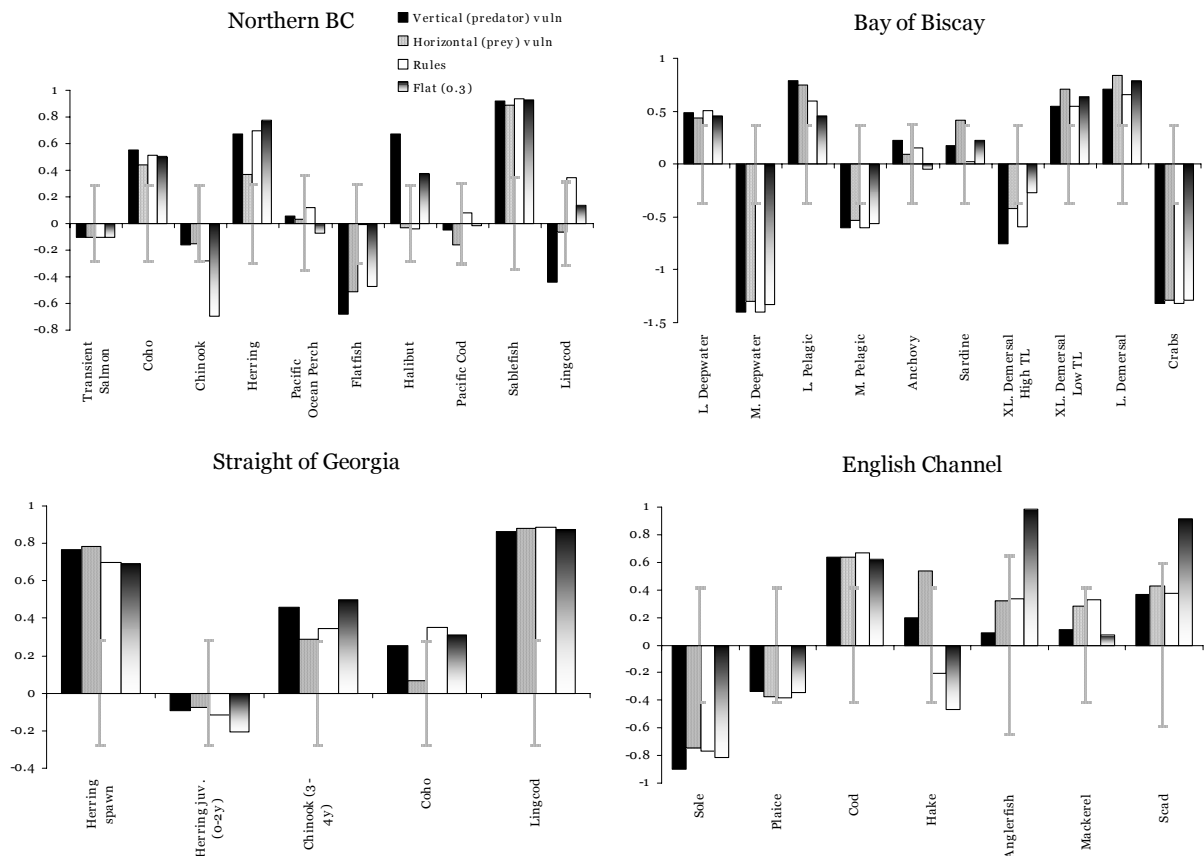 Northern BC
Vertical (predator) vuln
Horizontal (prey) vuln
Rules
Flat (0.3)
1
0.8
0.6
0.4
0.2
0
-0.2
-0.4
-0.6
-0.8
Transient
Salmon
Coho
Chinook
Herring
Pacific
Ocean Perch
Flatfish
Halibut
Pacific Cod
Sablefish
Lingcod
Bay of Biscay
1
0.5
0
-0.5
-1
-1.5
L. Deepwater
M. Deepwater
L. Pelagic
M. Pelagic
Anchovy
Sardine
XL. Demersal
High TL
XL. Demersal
Low TL
L. Demersal
Crabs
Straight of Georgia
1
0.8
0.6
0.4
0.2
0
-0.2
-0.4
Herring
spawn
Herring juv.
(0-2y)
Chinook (3-
4y)
Coho
Lingcod
English Channel
1
0.8
0.6
0.4
0.2
0
-0.2
-0.4
-0.6
-0.8
-1
Sole
Plaice
Cod
Hake
Anglerfish
Mackerel
Scad